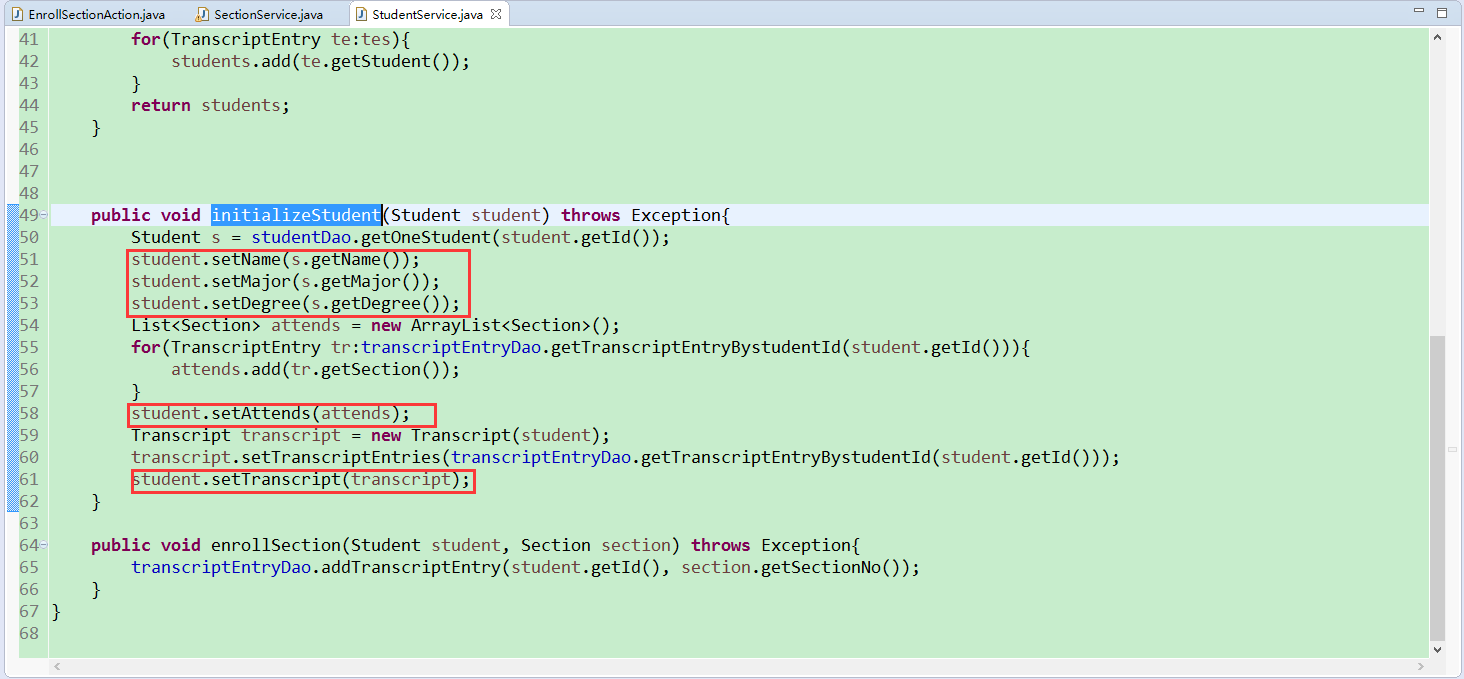 EnrollSectionAction.java SectionService.java StudentService.java
41 for(TranscriptEntry te:tes){
42 students.add(te.getStudent());
43 }
44 return students;
45 }
46
47
48
49 public void initializeStudent(Student student) throws Exception{
50 Student s = studentDao.getOneStudent(student.getId());
51 student.setName(s.getName());
52 student.setMajor(s.getMajor());
53 student.setDegree(s.getDegree());
54 List<Section> attends = new ArrayList<Section>();
55 for(TranscriptEntry tr:transcriptEntryDao.getTranscriptEntryBystudentId(student.getId())){
56 attends.add(tr.getSection());
57 }
58 student.setAttends(attends);
59 Transcript transcript = new Transcript(student);
60 transcript.setTranscriptEntries(transcriptEntryDao.getTranscriptEntryBystudentId(student.getId()));
61 student.setTranscript(transcript);
62 }
63
64 public void enrollSection(Student student, Section section) throws Exception{
65 transcriptEntryDao.addTranscriptEntry(student.getId(), section.getSectionNo());
66 }
67 }
68